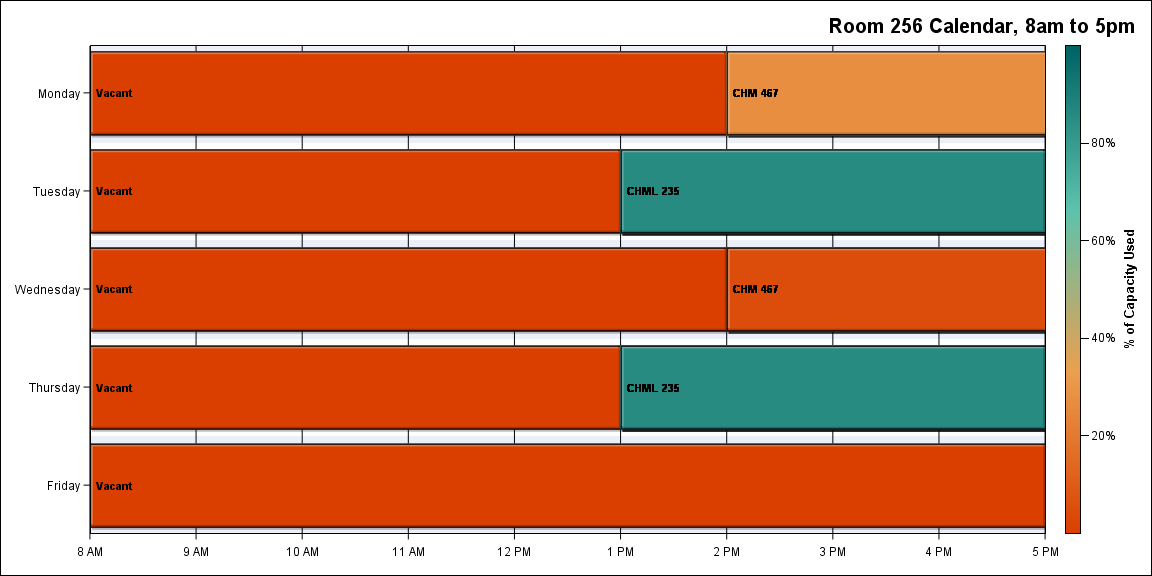 Room 256 Calendar, 8am to 5pm
Monday
Vacant
CHM 467
Tuesday
Vacant
CHML 235
Wednesday
Vacant
CHM 467
Thursday
Vacant
CHML 235
Friday
Vacant
8 AM 9 AM 10 AM 11 AM 12 PM 1 PM 2 PM 3 PM 4 PM 5 PM
80%
60%
40%
20%
% of Capacity Used